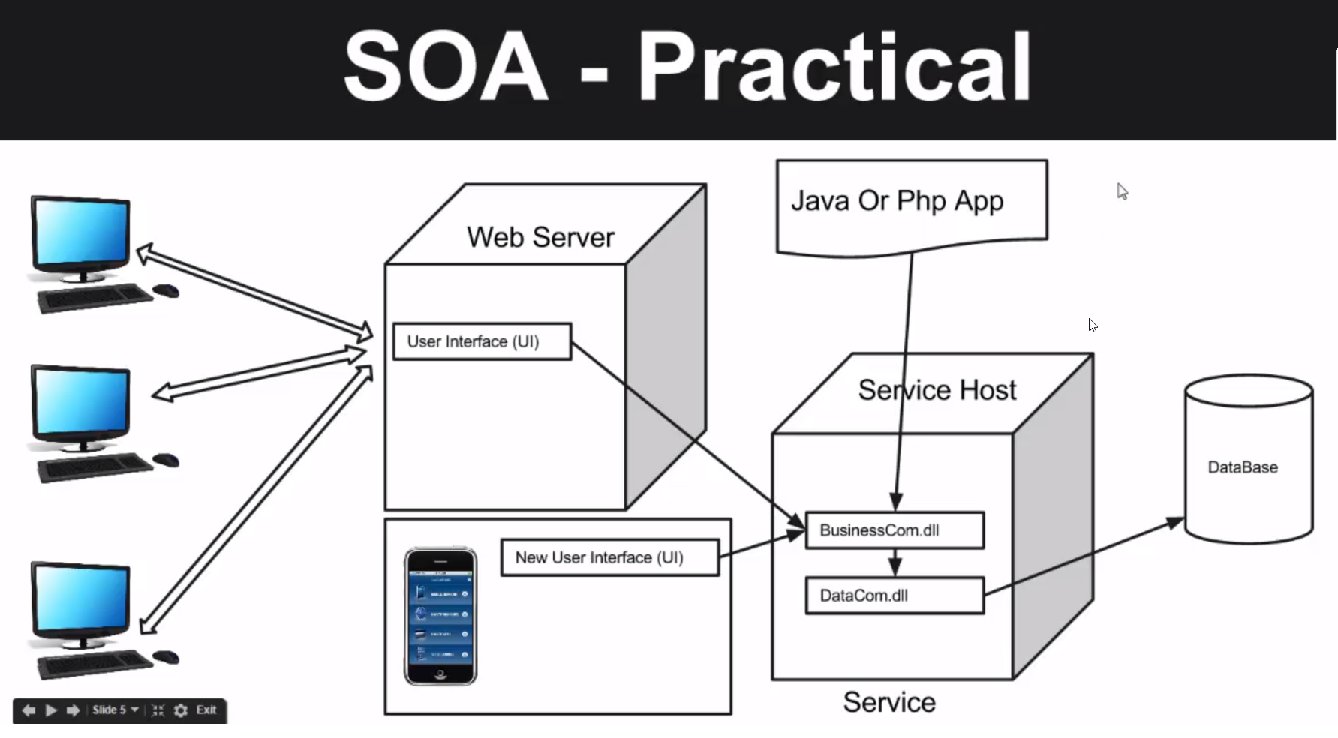 SOA - Practical
Web Server
User Interface (UI)
Java Or Php App
Service Host
BusinessCom.dll
DataCom.dll
DataBase
New User Interface (UI)
Service
Slide 5
Exit